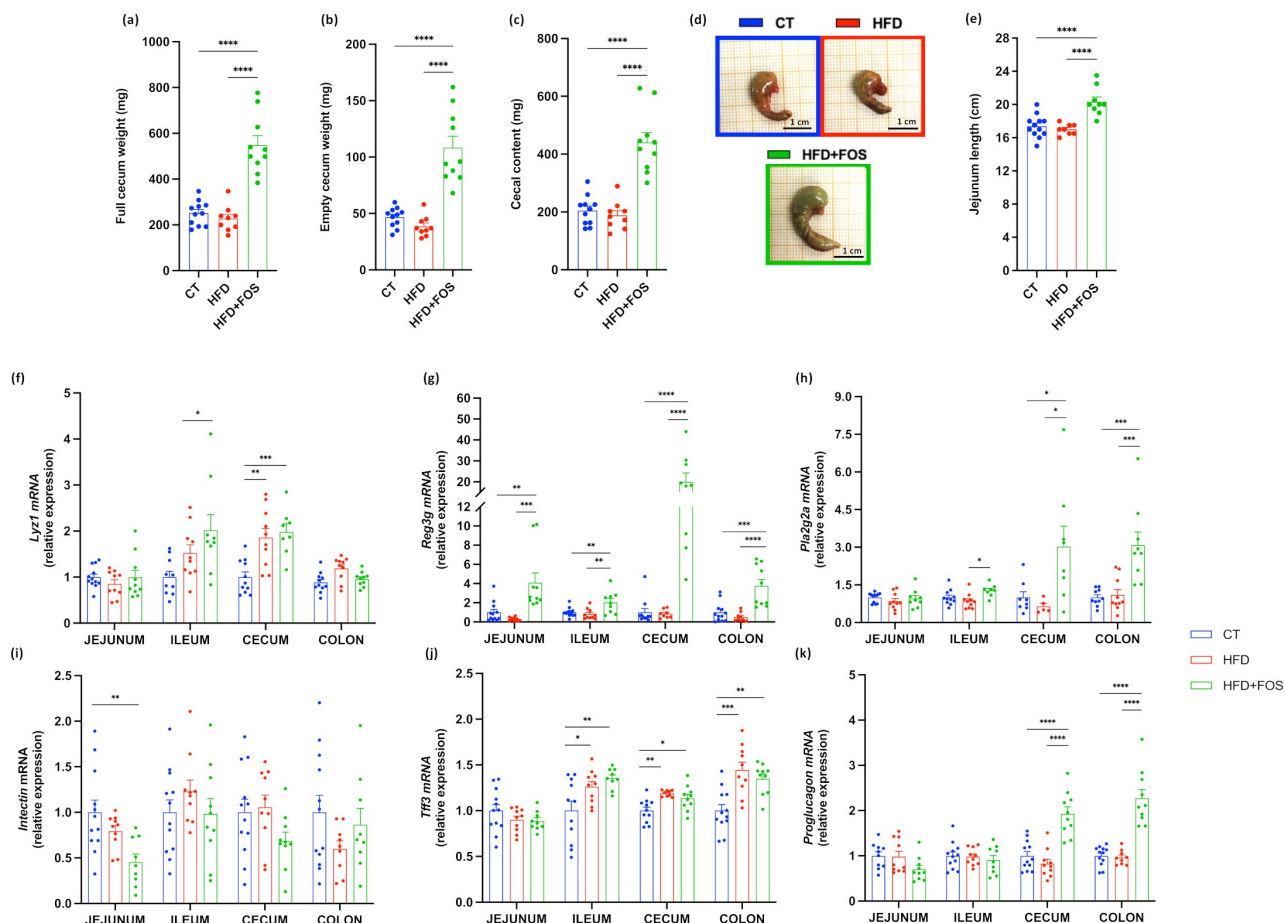 (a)
Full cecum weight (mg)
1000
800
600
400
200
0
****
****
CT
HFD
HFD+FOS
(b)
Empty cecum weight (mg)
200
150
100
50
0
****
****
CT
HFD
HFD+FOS
(c)
Cecal content (mg)
800
600
400
200
0
****
****
CT
HFD
HFD+FOS
(d)
CT
HFD
1 cm
1 cm
HFD+FOS
1 cm
(e)
Jejunum length (cm)
28
26
24
22
20
18
16
14
12
10
8
6
4
2
0
****
****
CT
HFD
HFD+FOS
(f)
Lyz1 mRNA
(relative expression)
5
4
3
2
1
0
*
***
**
JEJUNUM
ILEUM
CECUM
COLON
(g)
Reg3g mRNA
(relative expression)
60
50
40
30
20
10
12
10
8
6
4
2
0
**
***
**
**
****
****
***
****
JEJUNUM
ILEUM
CECUM
COLON
(h)
Pla2g2a mRNA
(relative expression)
9.0
7.5
6.0
4.5
3.0
1.5
0.0
*
*
*
***
***
JEJUNUM
ILEUM
CECUM
COLON
CT
HFD
HFD+FOS
(i)
Intectin mRNA
(relative expression)
2.5
2.0
1.5
1.0
0.5
0.0
**
JEJUNUM
ILEUM
CECUM
COLON
(j)
Tff3 mRNA
(relative expression)
2.5
2.0
1.5
1.0
0.5
0.0
**
*
*
**
**
***
JEJUNUM
ILEUM
CECUM
COLON
(k)
Proglucagon mRNA
(relative expression)
5
4
3
2
1
0
****
****
****
****
JEJUNUM
ILEUM
CECUM
COLON